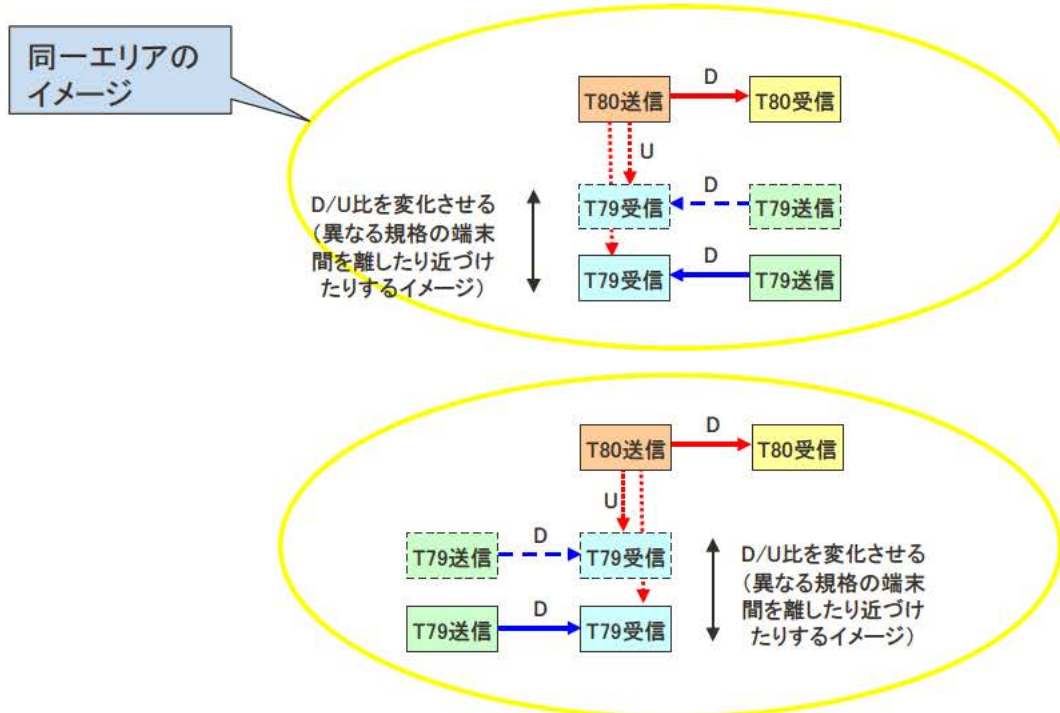 同一エリアの
イメージ
T80送信
D
T80受信
U
D/U比を変化させる
(異なる規格の端末
間を離したり近づけ
たりするイメージ)
T79受信
D
T79送信
T79受信
D
T79送信
T80送信
D
T80受信
U
T79送信
D
T79受信
T79送信
D
T79受信
D/U比を変化させる
(異なる規格の端末
間を離したり近づけ
たりするイメージ)